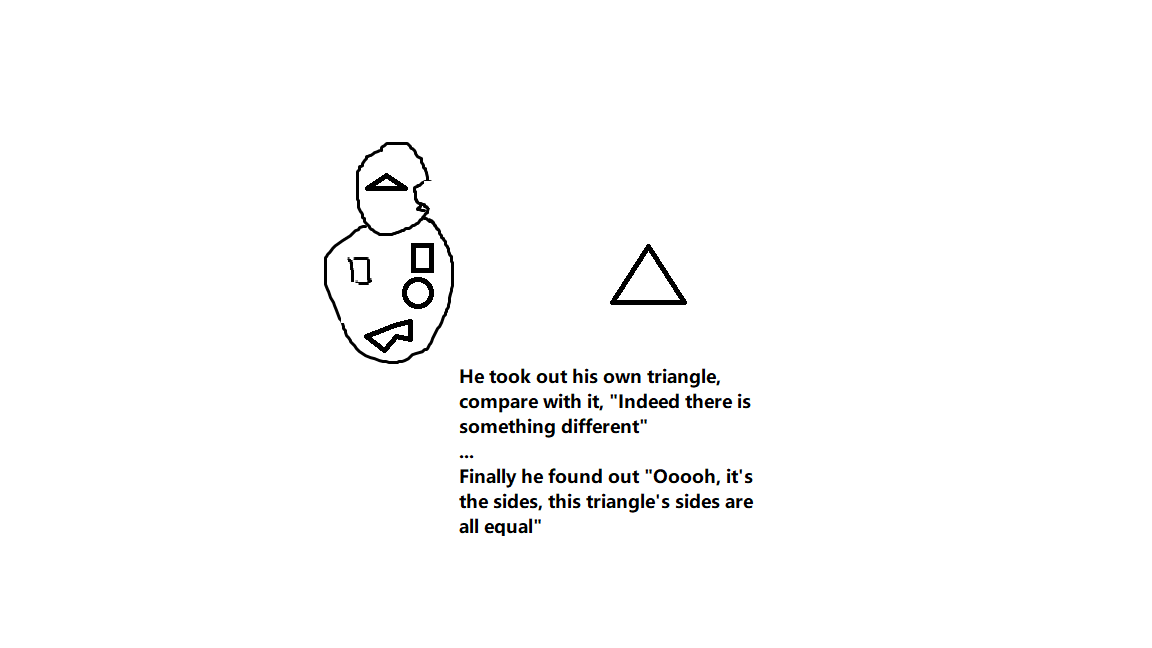 He took out his own triangle,
compare with it, "Indeed there is
something different"
...
Finally he found out "Ooooh, it's
the sides, this triangle's sides are
all equal"